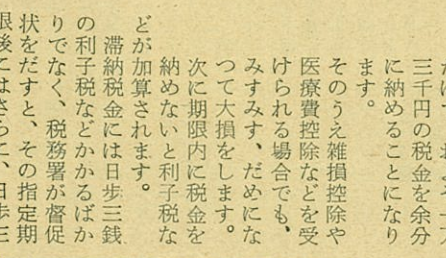 三千円の税金を余分
に納めることになり
ます。
そのうえ雑損控除や
医療費控除などを受
けられる場合でも、
みすみす、だめにな
つて大損をします。
次に期限内に税金を
納めないと利子税な
どが加算されます。
滞納税金には日歩三銭
の利子税などかかるばか
りでなく、税務署が督促
状をだすと、その指定期
限後にはさらに、日歩三